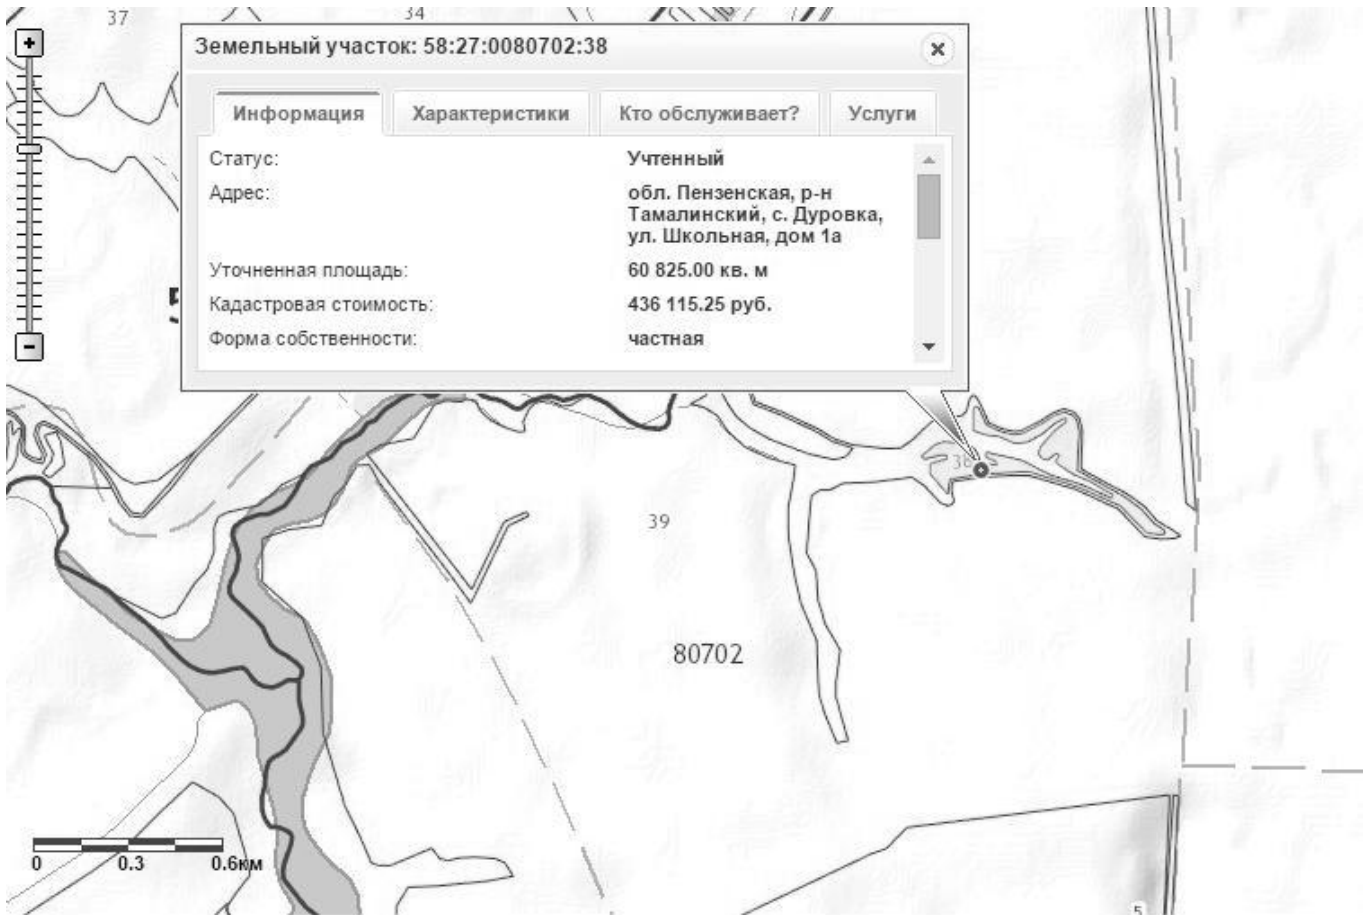 37
34
Земельный участок: 58:27:0080702:38
Информация
Характеристики
Кто обслуживает?
Услуги
Статус:
Учтенный
Адрес:
обл. Пензенская, р-н
Тамалинский, с. Дуровка,
ул. Школьная, дом 1а
Уточненная площадь:
60 825.00 кв. м
Кадастровая стоимость:
436 115.25 руб.
Форма собственности:
частная
38
39
80702
0
0.3
0.6км
5